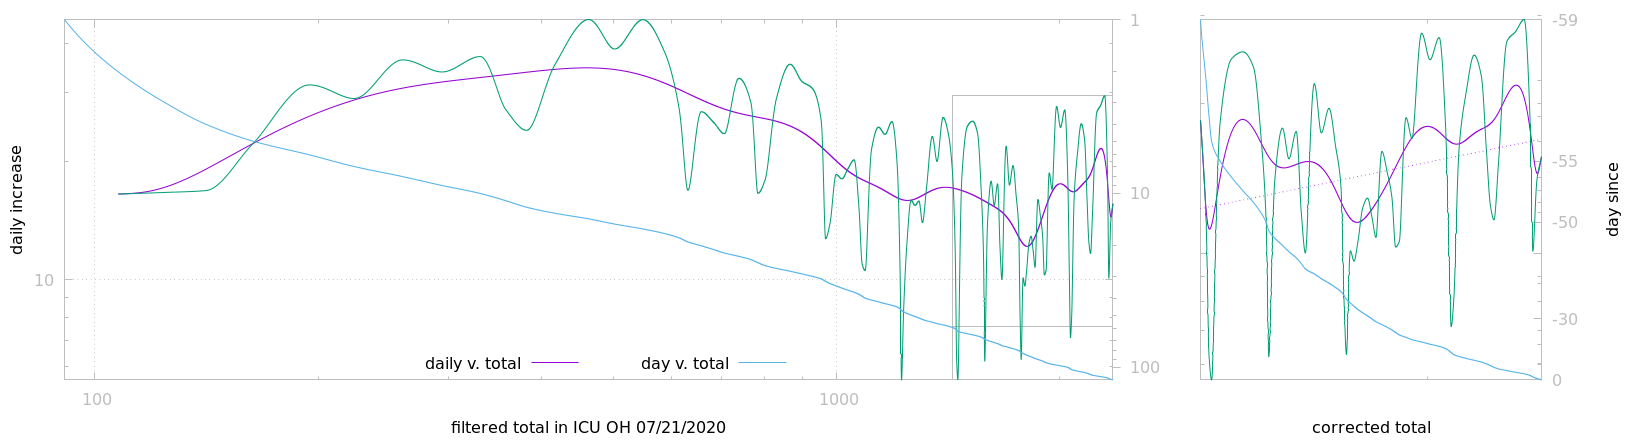 1
-59
-55
daily increase
10
-50
day since
10
-30
daily v. total
day v. total
100
0
100
1000
filtered total in ICU OH 07/21/2020
corrected total